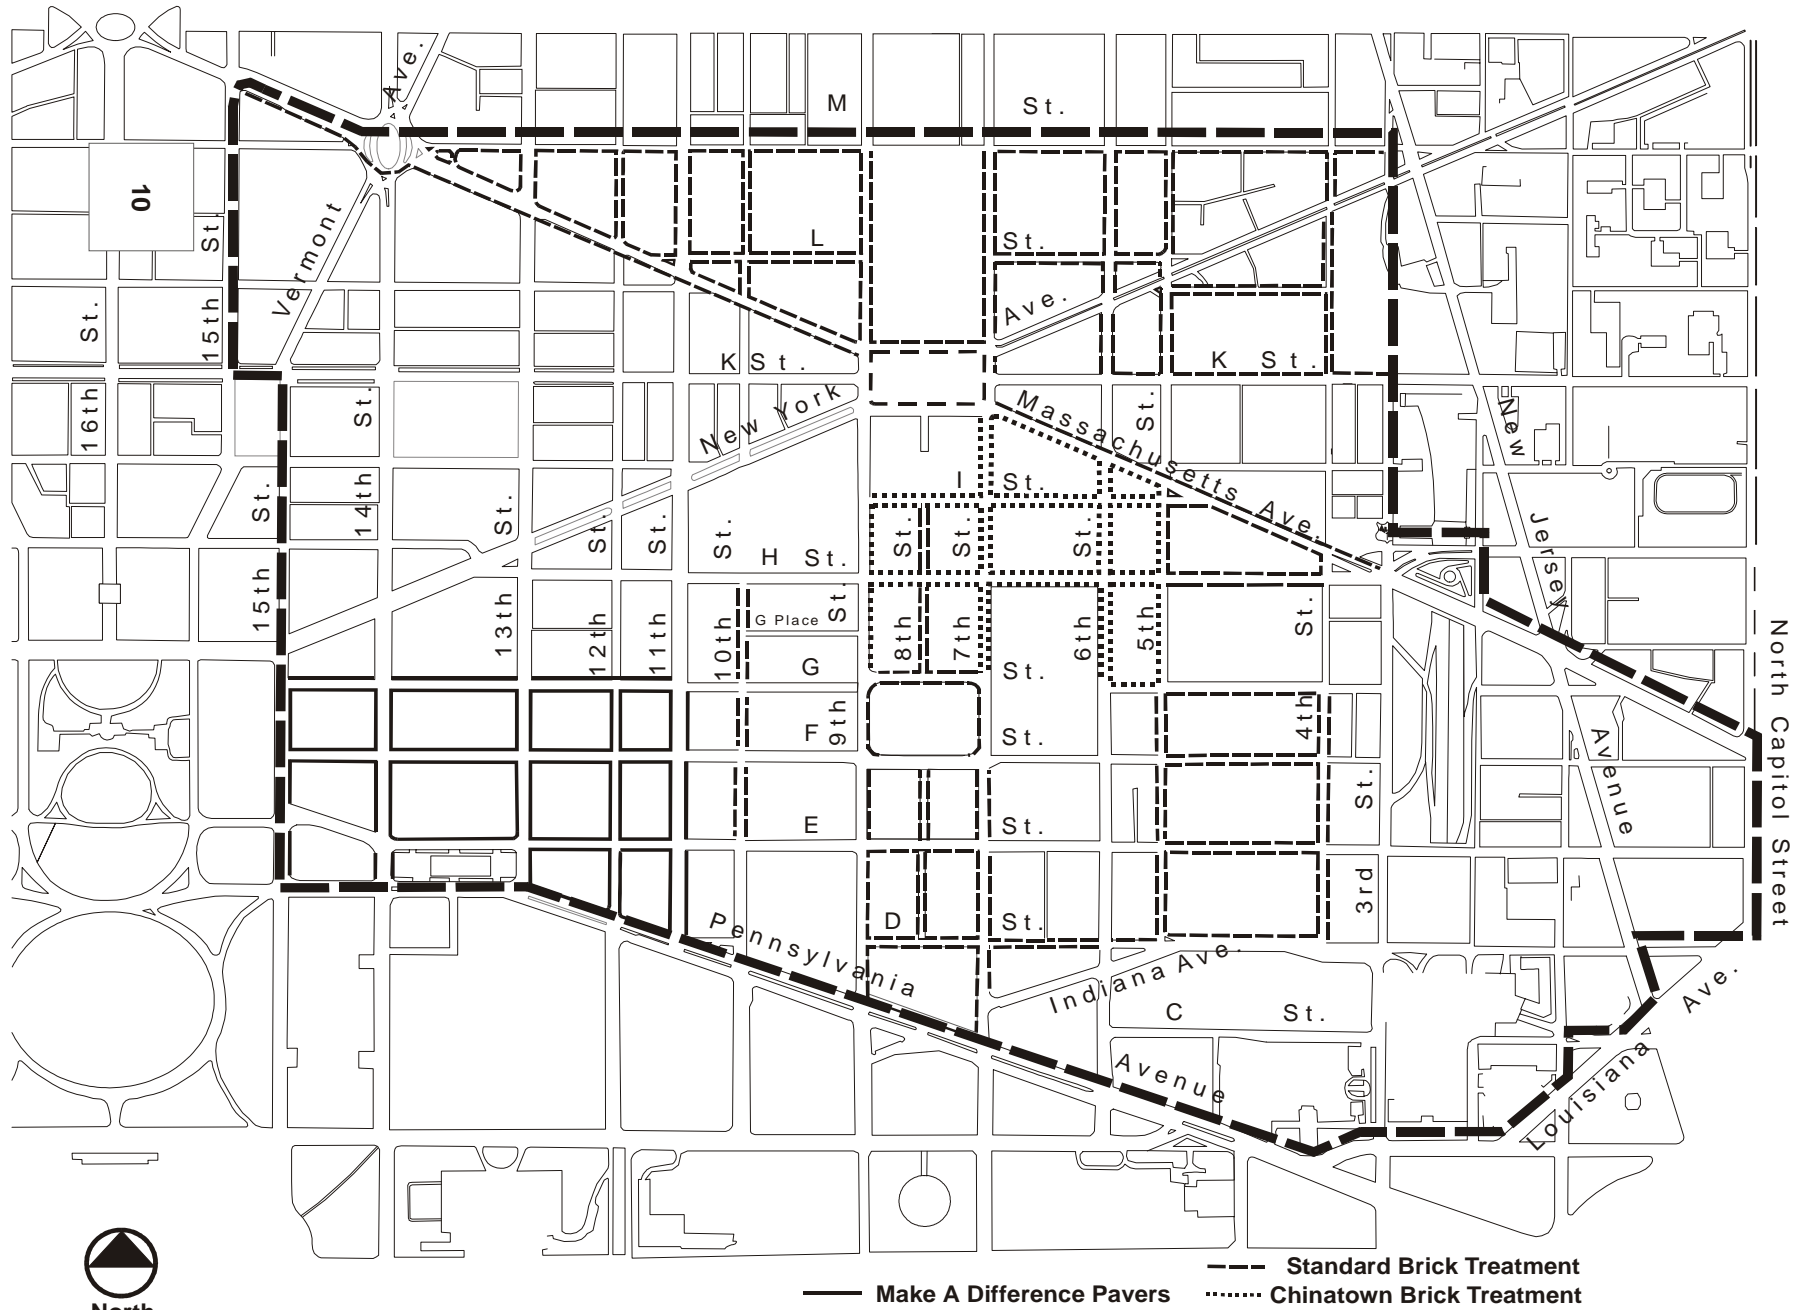 Ave.
M St.
10
St.
Vermont
L St.
St.
15th
Ave.
K St.
K St.
16th
St.
New York
Massachusetts Ave.
St.
New
I St.
14th
St.
St.
St.
St.
St.
St.
St.
St.
H St.
Jersey
15th
13th
12th
11th
10th
G Place
St.
8th
7th
6th
5th
St.
G St.
9th
F St.
4th
North Capitol Street
Avenue
E St.
St.
3rd
Pennsylvania
D St.
Indiana Ave.
C St.
Ave.
Avenue
Louisiana
North
Standard Brick Treatment
Make A Difference Pavers
Chinatown Brick Treatment